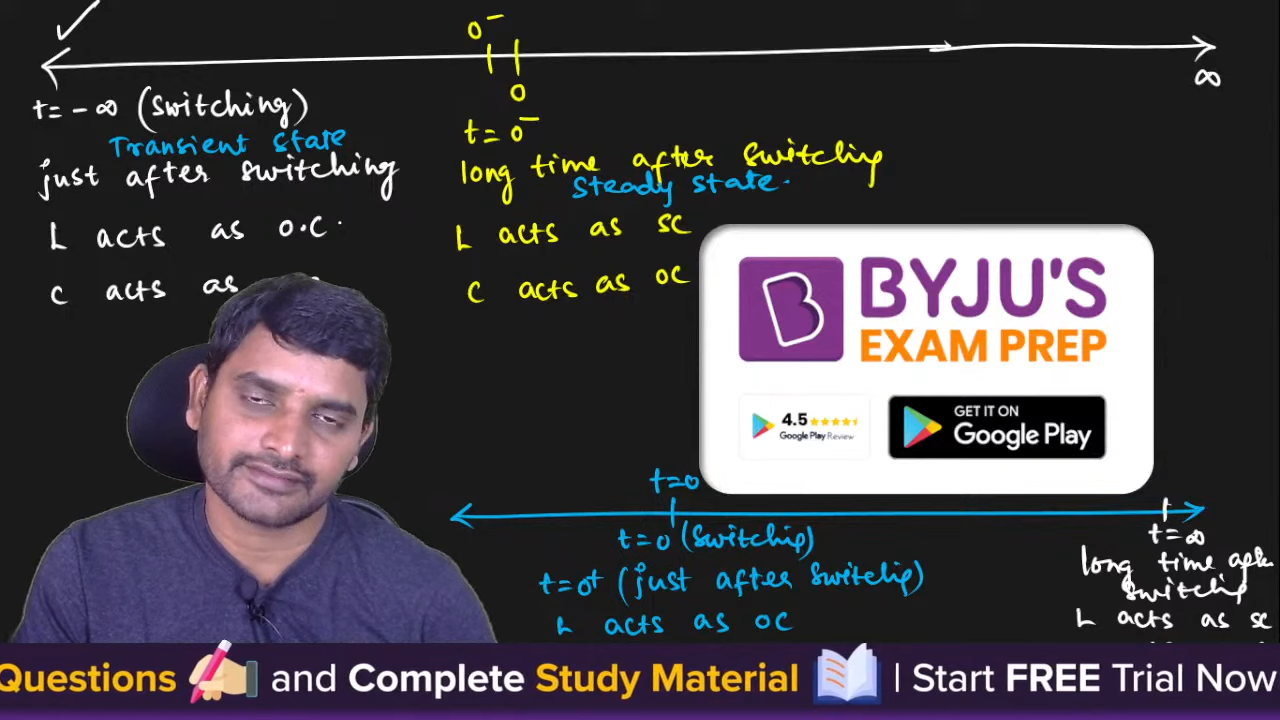 0⁻
0
∞
t = -∞ (switching)
Transient state
just after switching
L acts as o.c.
c acts as
t = 0⁻
long time after switching
steady state.
L acts as sc
c acts as oc
BYJU'S
EXAM PREP
4.5
Google Play Review
GET IT ON
Google Play
t=0
t=0 (switchip)
t=0⁺ (just after switchip)
L acts as oc
t=∞
long time after
switchip
L acts as sc
Questions and Complete Study Material | Start FREE Trial Now